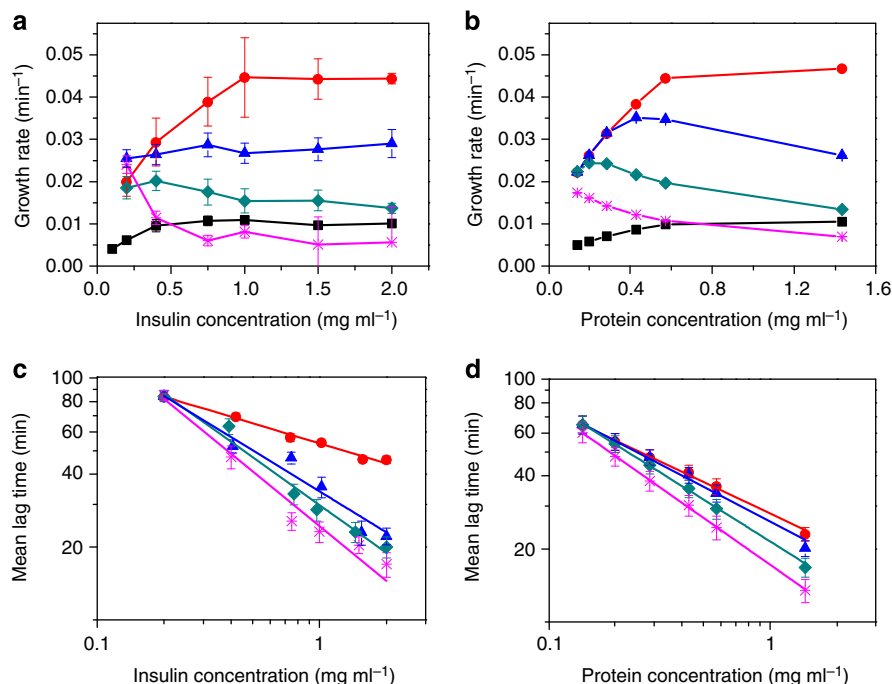 a
0.05
0.04
0.03
0.02
0.01
0.00
Growth rate (min⁻¹)
0.0 0.5 1.0 1.5 2.0
Insulin concentration (mg ml⁻¹)
b
0.05
0.04
0.03
0.02
0.01
0.00
Growth rate (min⁻¹)
0.0 0.4 0.8 1.2 1.6
Protein concentration (mg ml⁻¹)
c
100
80
60
40
20
Mean lag time (min)
0.1 1
Insulin concentration (mg ml⁻¹)
d
100
80
60
40
20
Mean lag time (min)
0.1 1
Protein concentration (mg ml⁻¹)